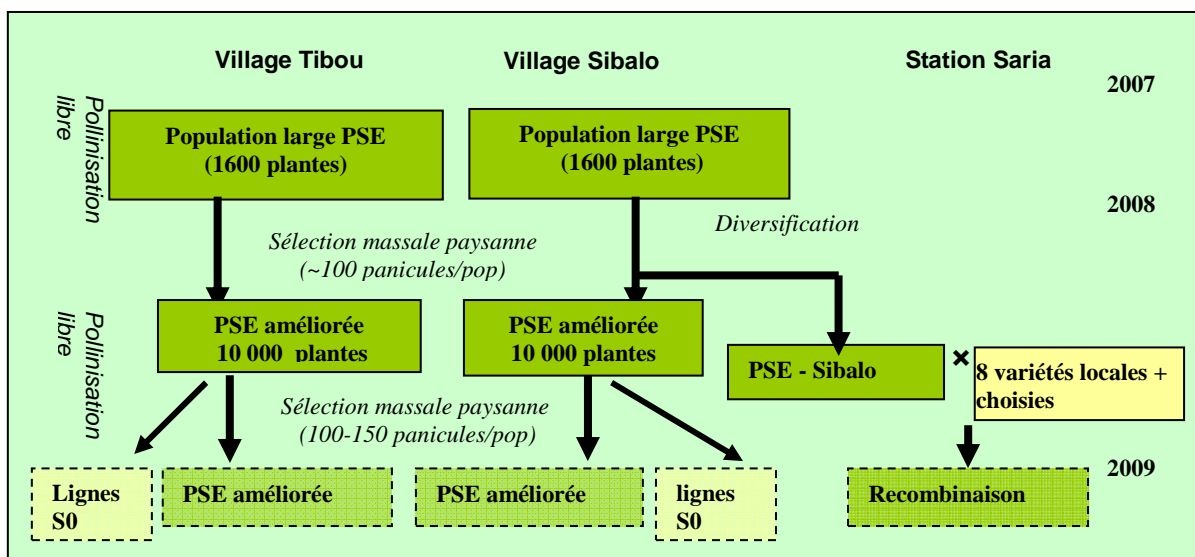 Village Tibou
Village Sibalo
Station Saria
2007
Pollinisation
libre
Population large PSE
(1600 plantes)
Population large PSE
(1600 plantes)
2008
Sélection massale paysanne
(~100 panicules/pop)
Diversification
Pollinisation
libre
PSE améliorée
10 000 plantes
PSE améliorée
10 000 plantes
PSE - Sibalo
×
8 variétés locales +
choisies
Sélection massale paysanne
(100-150 panicules/pop)
2009
Lignes
S0
PSE améliorée
PSE améliorée
lignes
S0
Recombinaison